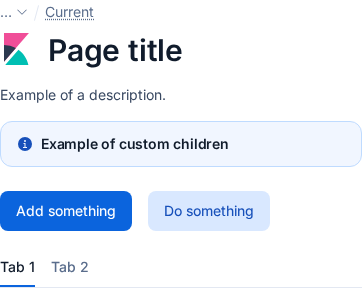 ... / Current
Page title
Example of a description.
Example of custom children
Add something Do something
Tab 1 Tab 2